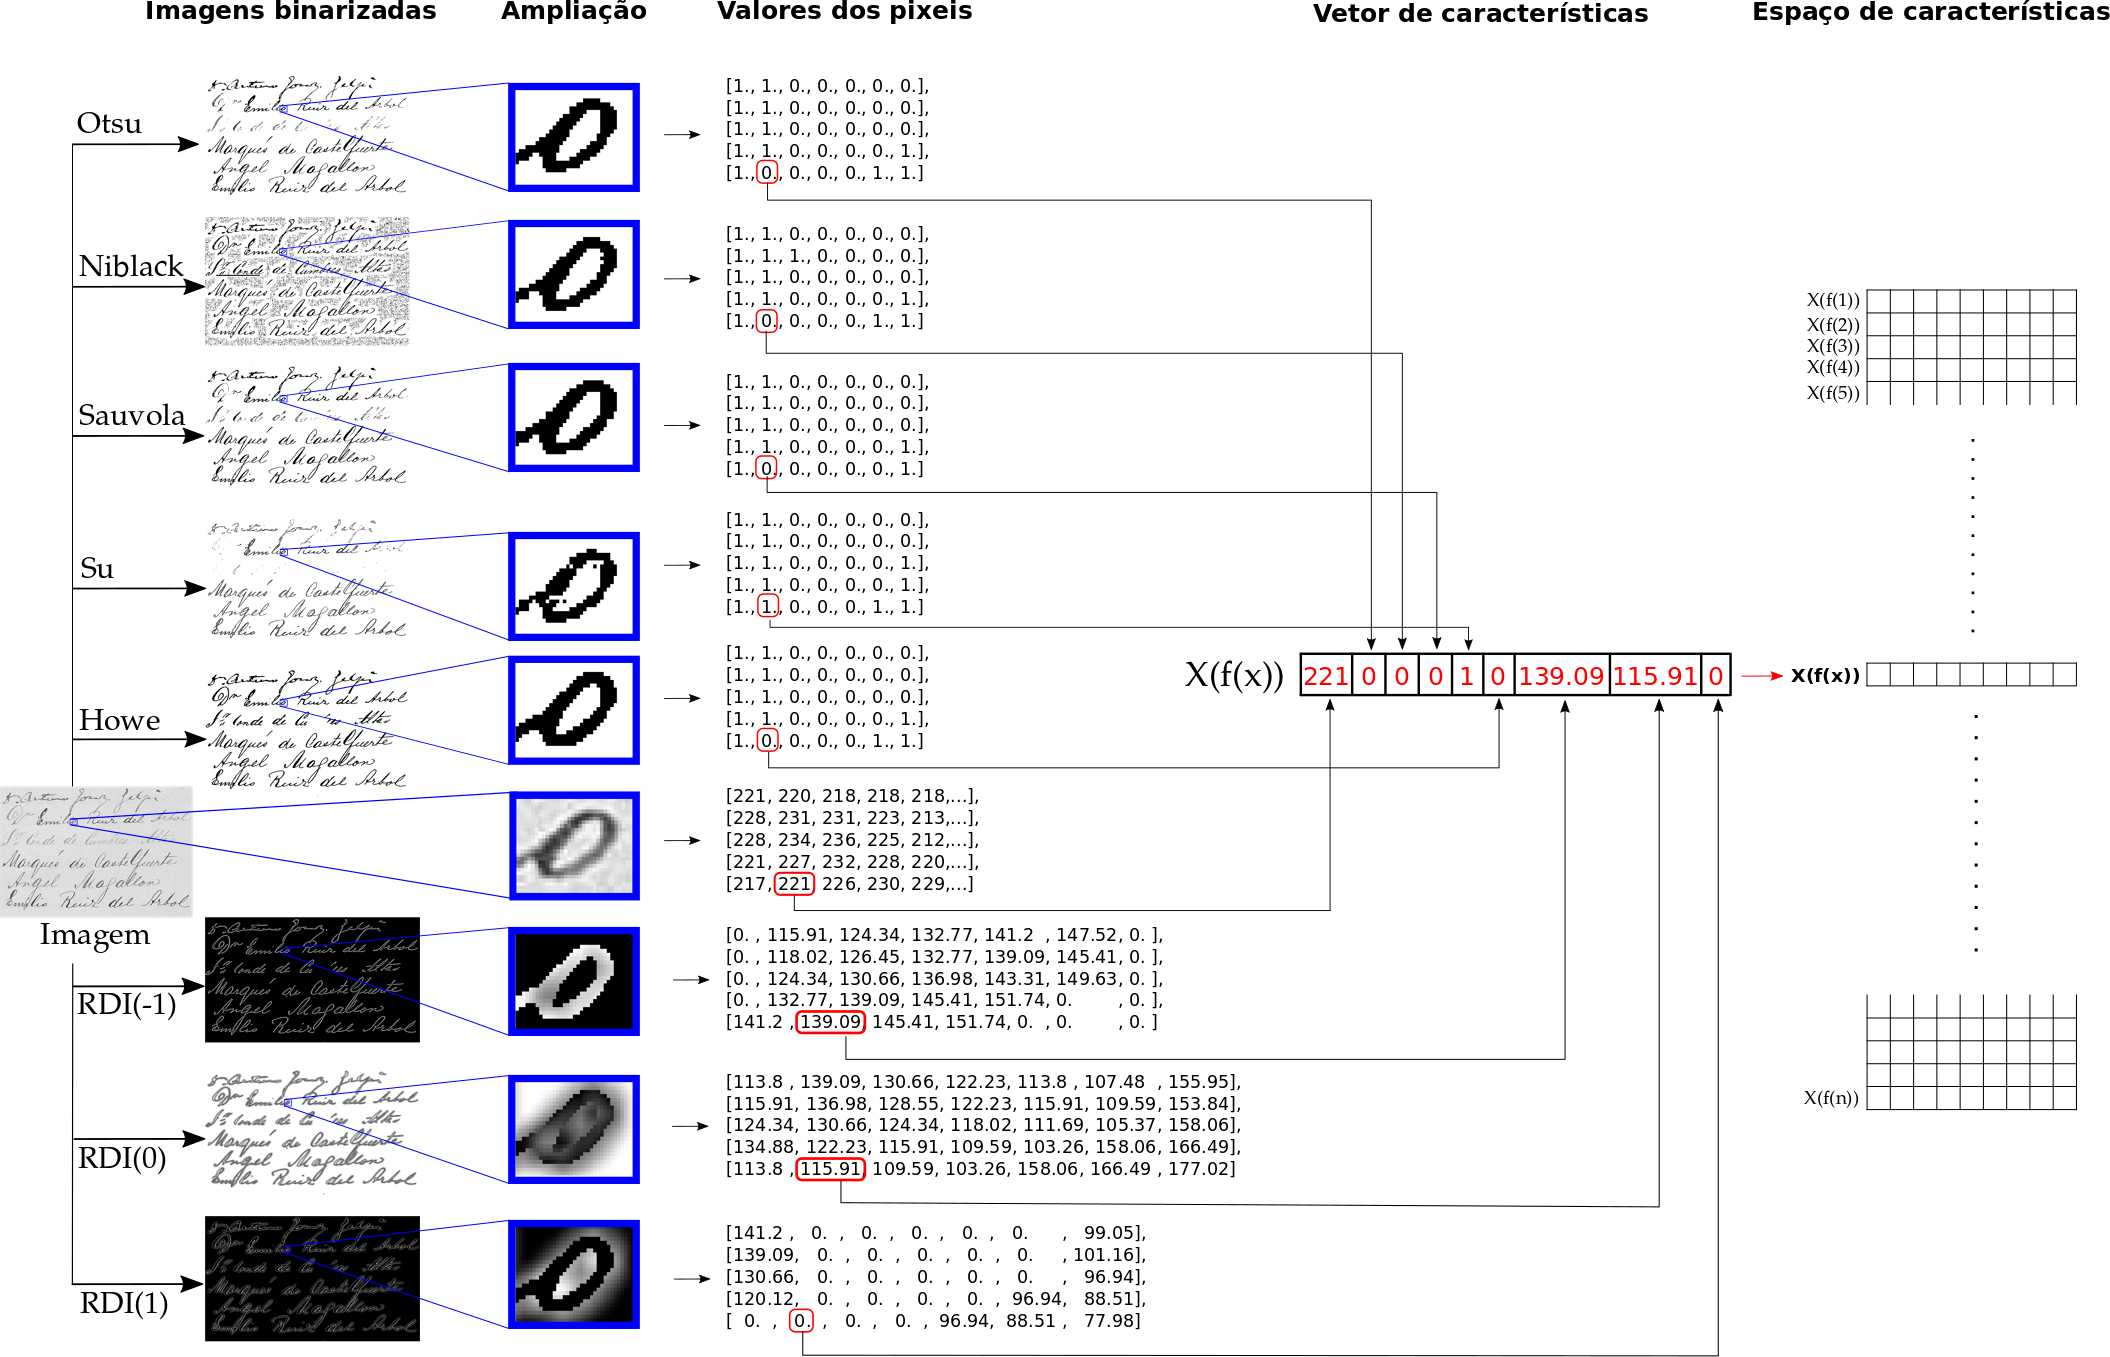 Imagens binarizadas Ampliação Valores dos pixeis Vetor de características Espaço de características
Otsu
D. Arturo Gomz. Gelpi
Dn Emilio Ruiz del Arbol
Marqués de Castelfuerte
Angel Magallon
Emilio Ruiz del Arbol
[1., 1., 0., 0., 0., 0., 0.],
[1., 1., 0., 0., 0., 0., 0.],
[1., 1., 0., 0., 0., 0., 0.],
[1., 1., 0., 0., 0., 0., 1.],
[1., 0., 0., 0., 0., 1., 1.]
Niblack
[1., 1., 0., 0., 0., 0., 0.],
[1., 1., 1., 0., 0., 0., 0.],
[1., 1., 0., 0., 0., 0., 0.],
[1., 1., 0., 0., 0., 0., 1.],
[1., 0., 0., 0., 0., 1., 1.]
Sauvola
[1., 1., 0., 0., 0., 0., 0.],
[1., 1., 0., 0., 0., 0., 0.],
[1., 1., 0., 0., 0., 0., 0.],
[1., 1., 0., 0., 0., 0., 1.],
[1., 0., 0., 0., 0., 0., 1.]
Su
[1., 1., 0., 0., 0., 0., 0.],
[1., 1., 0., 0., 0., 0., 0.],
[1., 1., 0., 0., 0., 0., 1.],
[1., 1., 0., 0., 0., 0., 1.],
[1., 1., 0., 0., 0., 1., 1.]
Howe
[1., 1., 0., 0., 0., 0., 0.],
[1., 1., 0., 0., 0., 0., 0.],
[1., 1., 0., 0., 0., 0., 0.],
[1., 1., 0., 0., 0., 0., 1.],
[1., 0., 0., 0., 0., 1., 1.]
Imagem
[221, 220, 218, 218, 218,...],
[228, 231, 231, 223, 213,...],
[228, 234, 236, 225, 212,...],
[221, 227, 232, 228, 220,...],
[217, 221, 226, 230, 229,...]
RDI(-1)
[0. , 115.91, 124.34, 132.77, 141.2 , 147.52, 0. ],
[0. , 118.02, 126.45, 132.77, 139.09, 145.41, 0. ],
[0. , 124.34, 130.66, 136.98, 143.31, 149.63, 0. ],
[0. , 132.77, 139.09, 145.41, 151.74, 0. , 0. ],
[141.2 , 139.09, 145.41, 151.74, 0. , 0. , 0. ]
RDI(0)
[113.8 , 139.09, 130.66, 122.23, 113.8 , 107.48 , 155.95],
[115.91, 136.98, 128.55, 122.23, 115.91, 109.59, 153.84],
[124.34, 130.66, 124.34, 118.02, 111.69, 105.37, 158.06],
[134.88, 122.23, 115.91, 109.59, 103.26, 158.06, 166.49],
[113.8 , 115.91, 109.59, 103.26, 158.06, 166.49 , 177.02]
RDI(1)
[141.2 , 0. , 0. , 0. , 0. , 0. , 99.05],
[139.09, 0. , 0. , 0. , 0. , 0. , 101.16],
[130.66, 0. , 0. , 0. , 0. , 0. , 96.94],
[120.12, 0. , 0. , 0. , 0. , 96.94, 88.51],
[ 0. , 0. , 0. , 0. , 96.94, 88.51 , 77.98]
X(f(x)) 221 0 0 0 1 0 139.09 115.91 0
X(f(1))
X(f(2))
X(f(3))
X(f(4))
X(f(5))
X(f(x))
X(f(n))